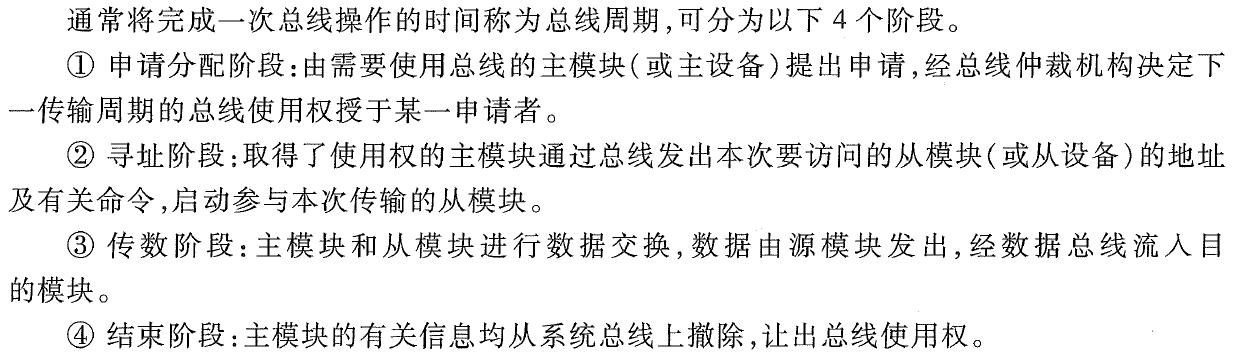 通常将完成一次总线操作的时间称为总线周期,可分为以下 4 个阶段。
① 申请分配阶段:由需要使用总线的主模块(或主设备)提出申请,经总线仲裁机构决定下
一传输周期的总线使用权授于某一申请者。
② 寻址阶段:取得了使用权的主模块通过总线发出本次要访问的从模块(或从设备)的地址
及有关命令,启动参与本次传输的从模块。
③ 传数阶段:主模块和从模块进行数据交换,数据由源模块发出,经数据总线流入目
的模块。
④ 结束阶段:主模块的有关信息均从系统总线上撤除,让出总线使用权。